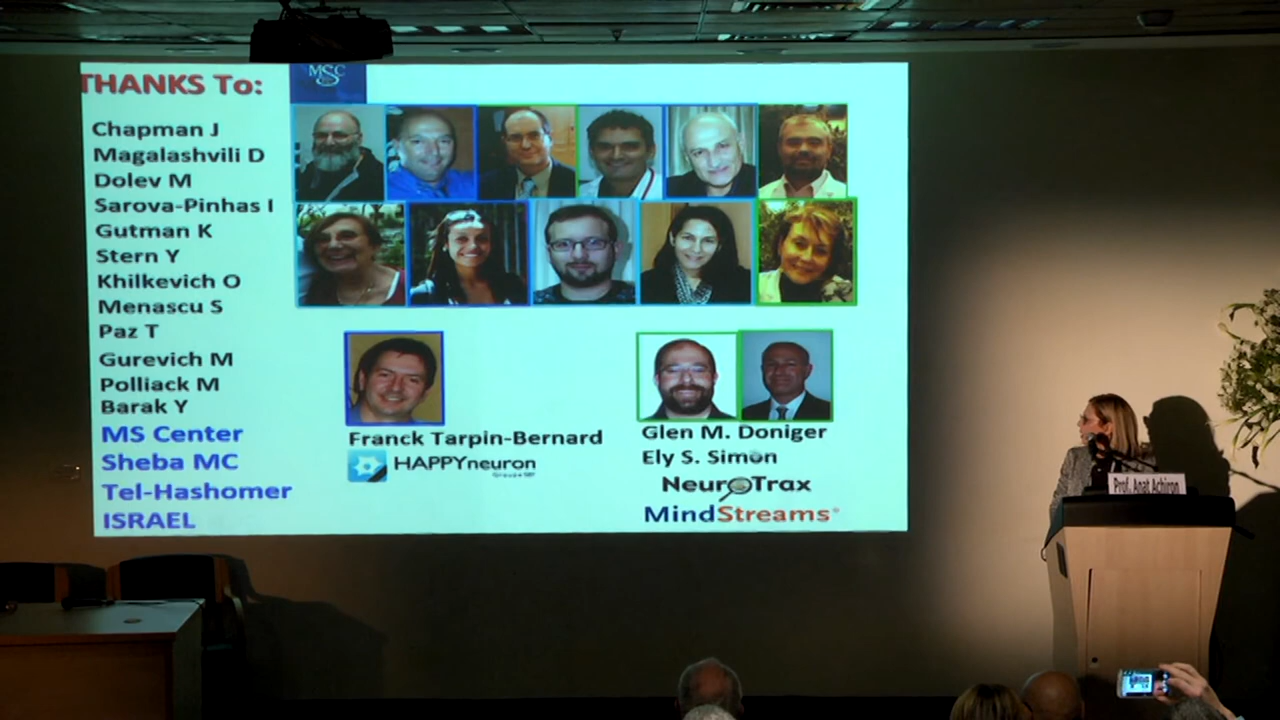 THANKS To:
MSC
Chapman J
Magalashvili D
Dolev M
Sarova-Pinhas I
Gutman K
Stern Y
Khilkevich O
Menascu S
Paz T
Gurevich M
Polliack M
Barak Y
MS Center
Sheba MC
Tel-Hashomer
ISRAEL
Franck Tarpin-Bernard
HAPPYneuron
Glen M. Doniger
Ely S. Simon
NeuroTrax
MindStreams
Prof. Anat Achiron